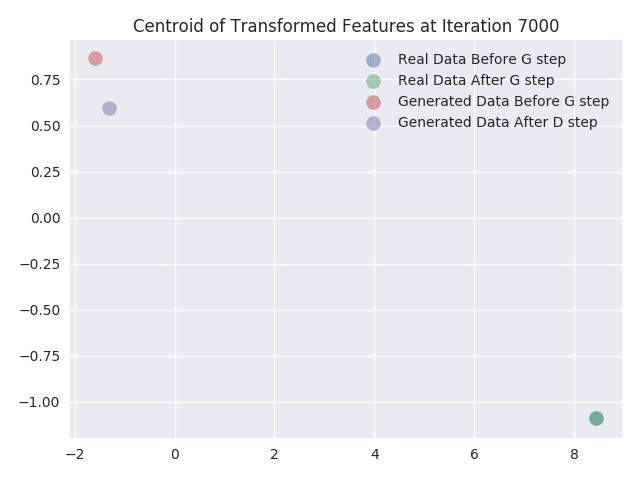 Centroid of Transformed Features at Iteration 7000
Real Data Before G step
Real Data After G step
Generated Data Before G step
Generated Data After D step
0.75
0.50
0.25
0.00
−0.25
−0.50
−0.75
−1.00
−2 0 2 4 6 8